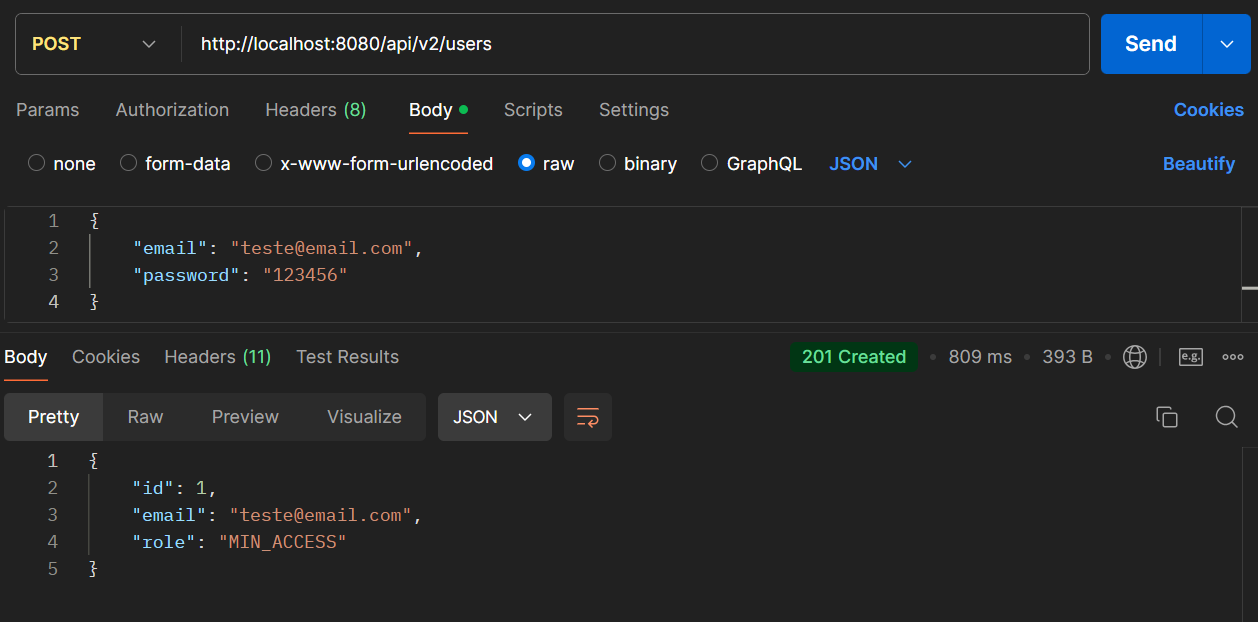 POST http://localhost:8080/api/v2/users Send
Params Authorization Headers (8) Body Scripts Settings Cookies
none form-data x-www-form-urlencoded raw binary GraphQL JSON Beautify
1 {
2 "email": "teste@email.com",
3 "password": "123456"
4 }
Body Cookies Headers (11) Test Results 201 Created 809 ms 393 B e.g.
Pretty Raw Preview Visualize JSON
1 {
2 "id": 1,
3 "email": "teste@email.com",
4 "role": "MIN_ACCESS"
5 }